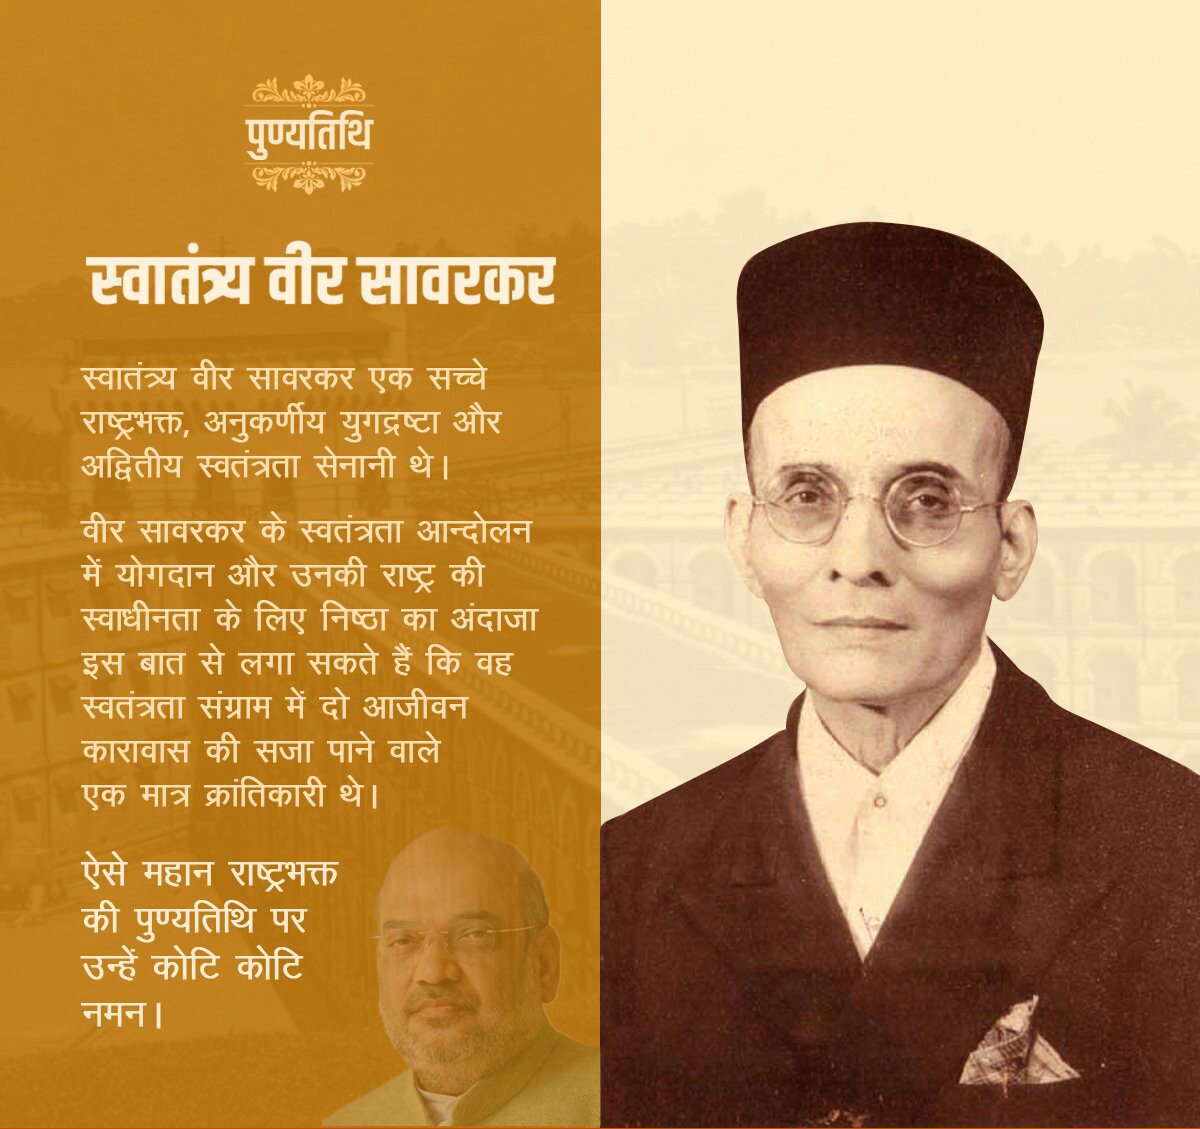 पुण्यतिथि
स्वातंत्र्य वीर सावरकर
स्वातंत्र्य वीर सावरकर एक सच्चे
राष्ट्रभक्त, अनुकर्णीय युगद्रष्टा और
अद्वितीय स्वतंत्रता सेनानी थे।
वीर सावरकर के स्वतंत्रता आन्दोलन
में योगदान और उनकी राष्ट्र की
स्वाधीनता के लिए निष्ठा का अंदाजा
इस बात से लगा सकते हैं कि वह
स्वतंत्रता संग्राम में दो आजीवन
कारावास की सजा पाने वाले
एक मात्र क्रांतिकारी थे।
ऐसे महान राष्ट्रभक्त
की पुण्यतिथि पर
उन्हें कोटि कोटि
नमन।